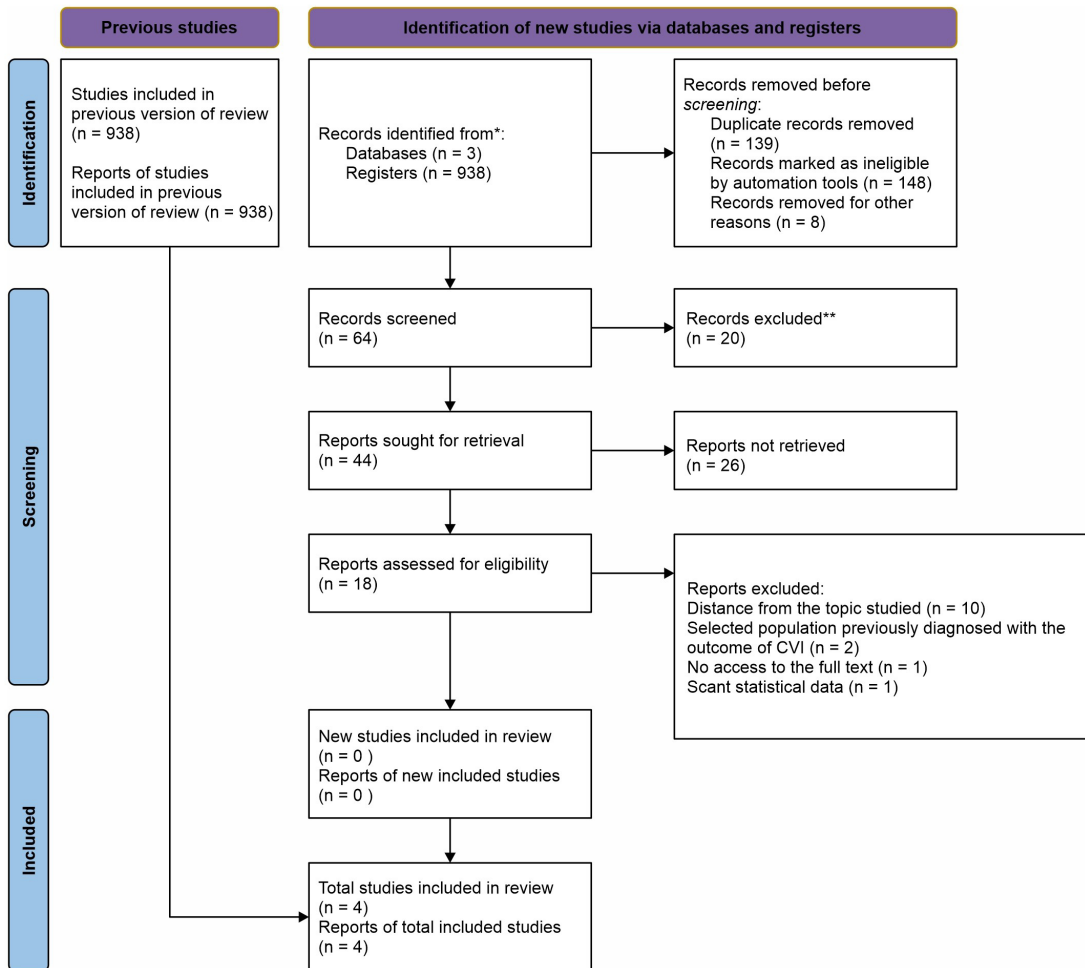 Previous studies
Identification of new studies via databases and registers
Identification
Studies included in
previous version of review
(n = 938)
Reports of studies
included in previous
version of review (n = 938)
Records identified from*:
Databases (n = 3)
Registers (n = 938)
Records removed before
screening:
Duplicate records removed
(n = 139)
Records marked as ineligible
by automation tools (n = 148)
Records removed for other
reasons (n = 8)
Screening
Records screened
(n = 64)
Records excluded**
(n = 20)
Reports sought for retrieval
(n = 44)
Reports not retrieved
(n = 26)
Reports assessed for eligibility
(n = 18)
Reports excluded:
Distance from the topic studied (n = 10)
Selected population previously diagnosed with the
outcome of CVI (n = 2)
No access to the full text (n = 1)
Scant statistical data (n = 1)
Included
New studies included in review
(n = 0 )
Reports of new included studies
(n = 0 )
Total studies included in review
(n = 4)
Reports of total included studies
(n = 4)